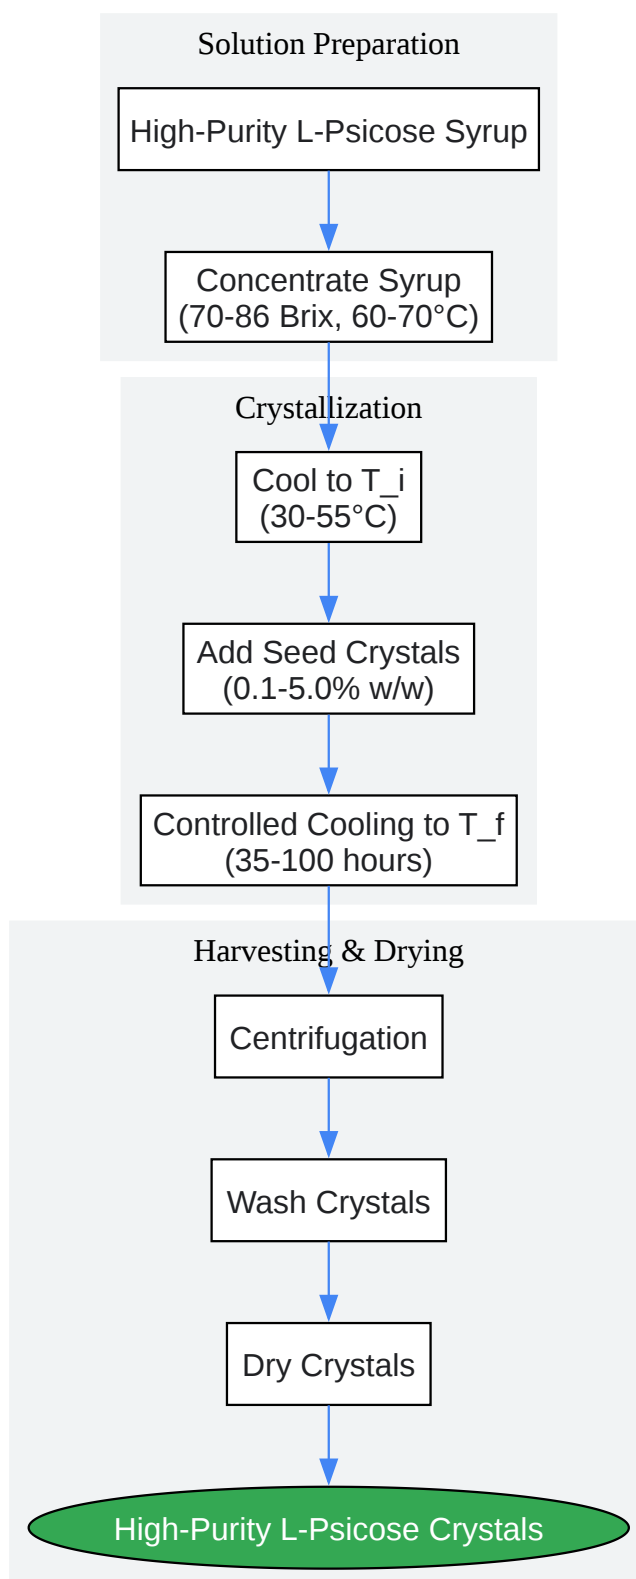 Solution Preparation
High-Purity L-Psicose Syrup
Concentrate Syrup
(70-86 Brix, 60-70°C)
Crystallization
Cool to T_i
(30-55°C)
Add Seed Crystals
(0.1-5.0% w/w)
Controlled Cooling to T_f
(35-100 hours)
Harvesting & Drying
Centrifugation
Wash Crystals
Dry Crystals
High-Purity L-Psicose Crystals